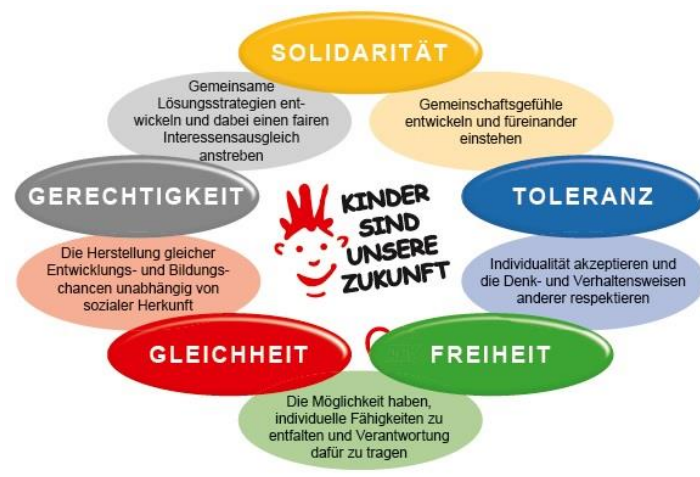 SOLIDARITÄT
Gemeinsame
Lösungsstrategien ent-
wickeln und dabei einen fairen
Interessensausgleich
anstreben
Gemeinschaftsgefühle
entwickeln und füreinander
einstehen
GERECHTIGKEIT
KINDER
SIND
UNSERE
ZUKUNFT
TOLERANZ
Die Herstellung gleicher
Entwicklungs- und Bildungs-
chancen unabhängig von
sozialer Herkunft
Individualität akzeptieren und
die Denk- und Verhaltensweisen
anderer respektieren
GLEICHHEIT
FREIHEIT
Die Möglichkeit haben,
individuelle Fähigkeiten zu
entfalten und Verantwortung
dafür zu tragen